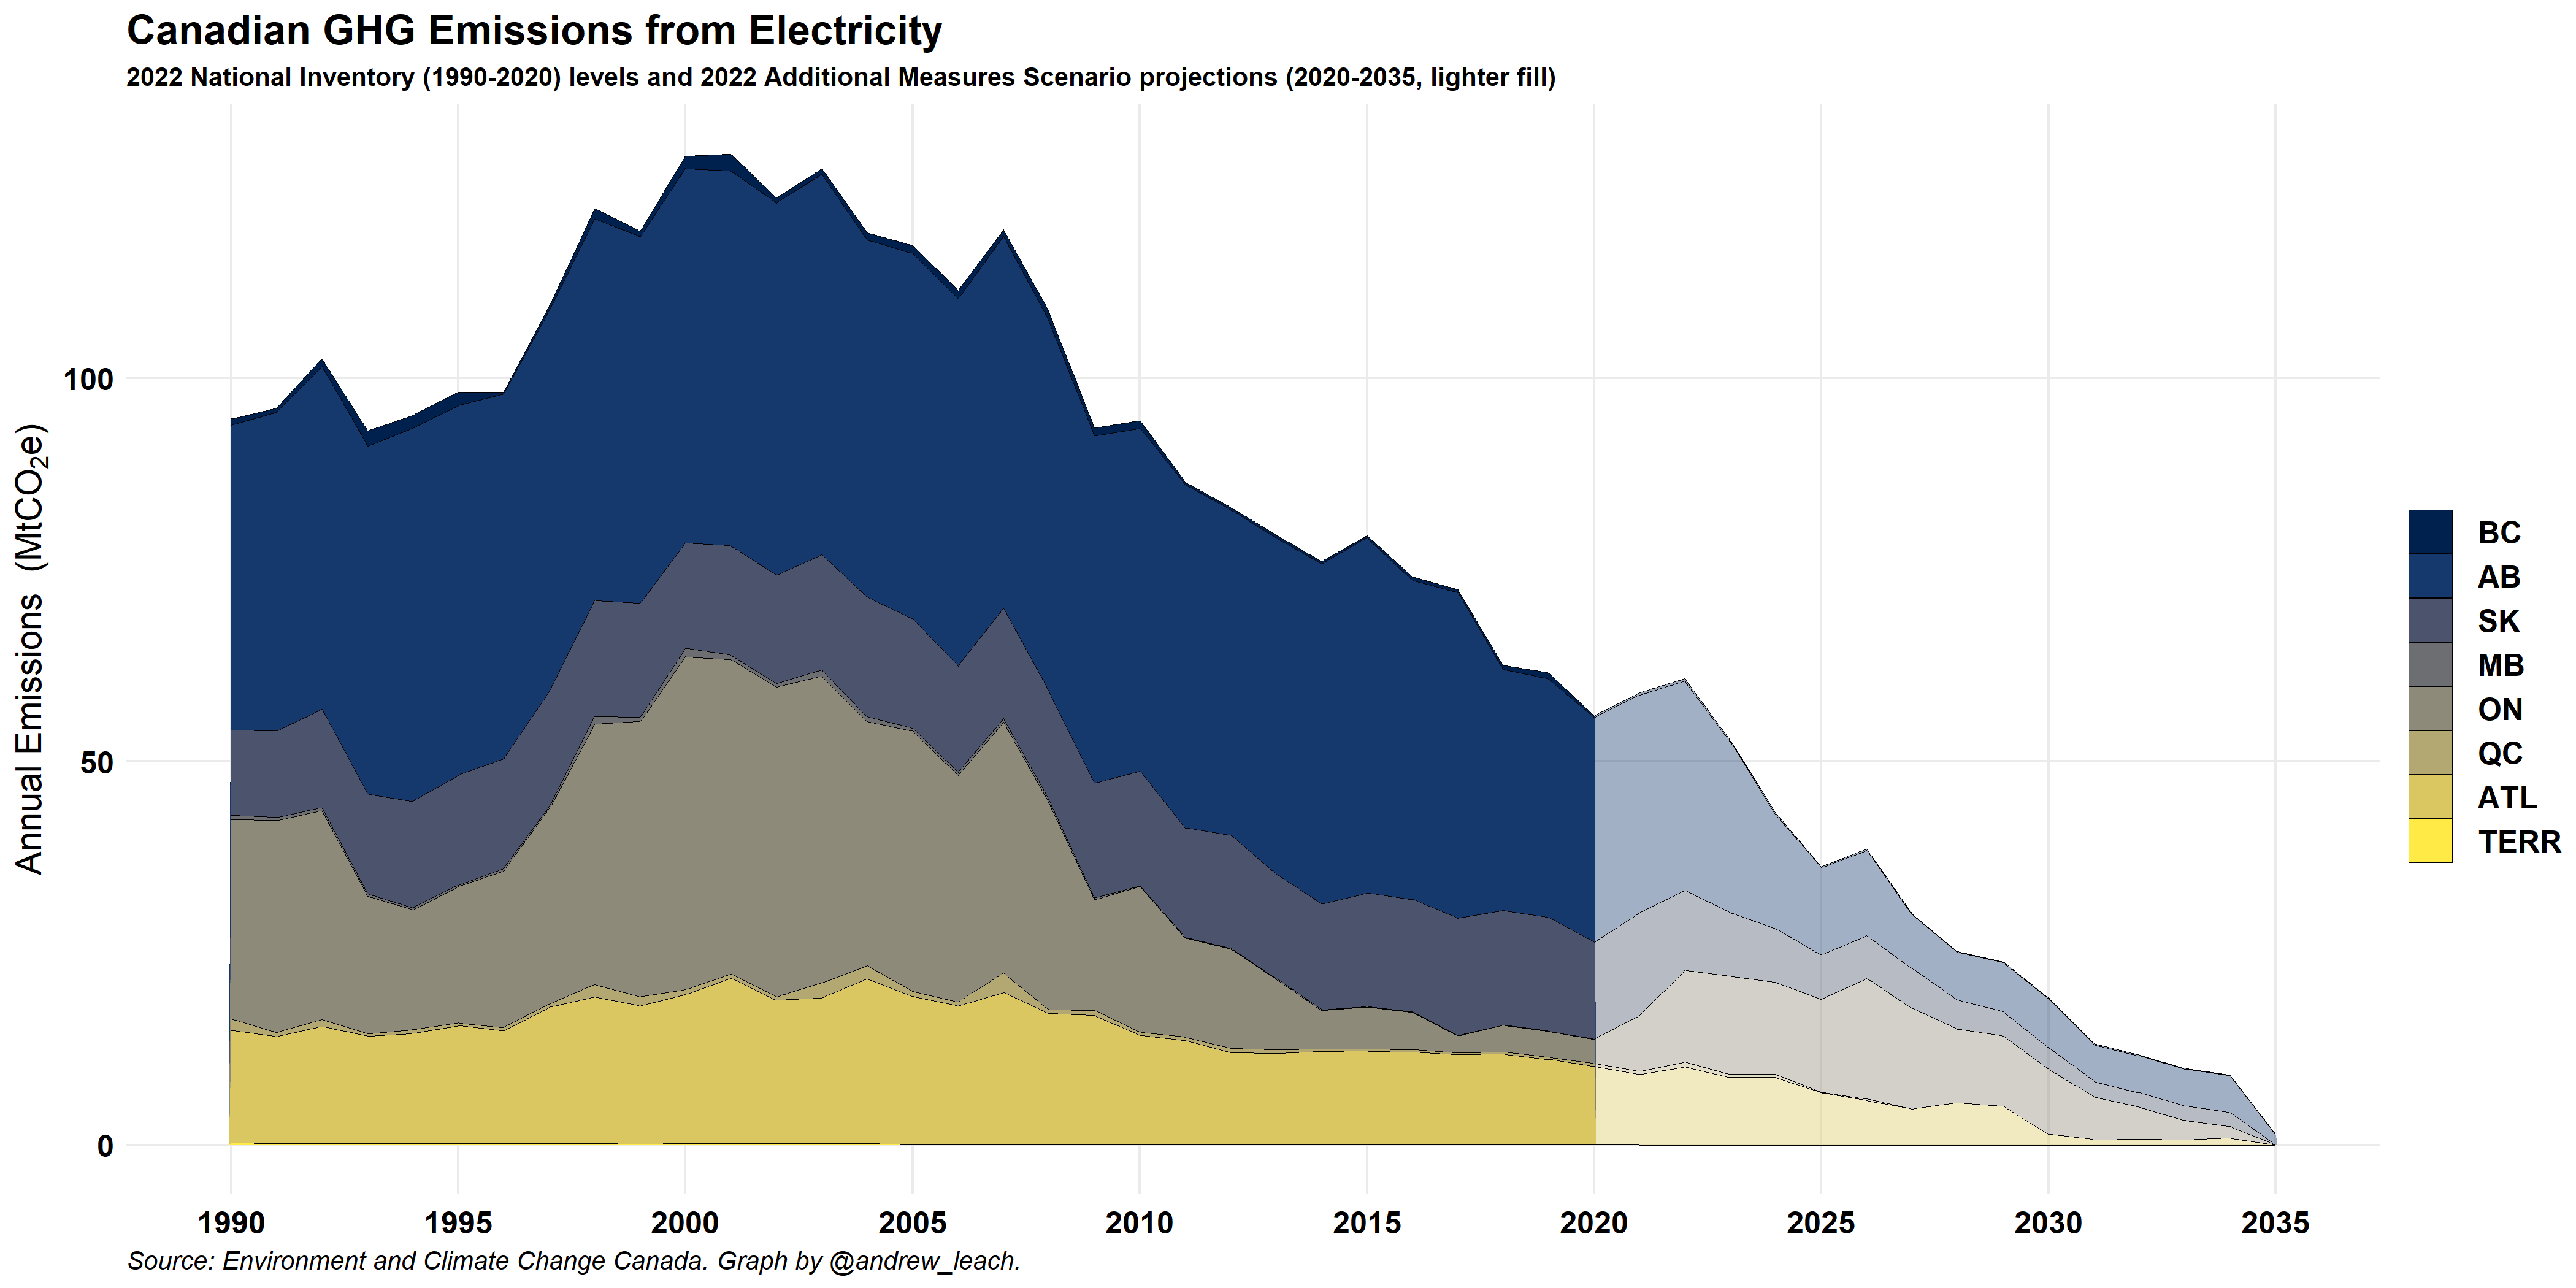 Canadian GHG Emissions from Electricity
2022 National Inventory (1990-2020) levels and 2022 Additional Measures Scenario projections (2020-2035, lighter fill)
Annual Emissions (MtCO₂e)
100
50
0
1990 1995 2000 2005 2010 2015 2020 2025 2030 2035
BC
AB
SK
MB
ON
QC
ATL
TERR
Source: Environment and Climate Change Canada. Graph by @andrew_leach.